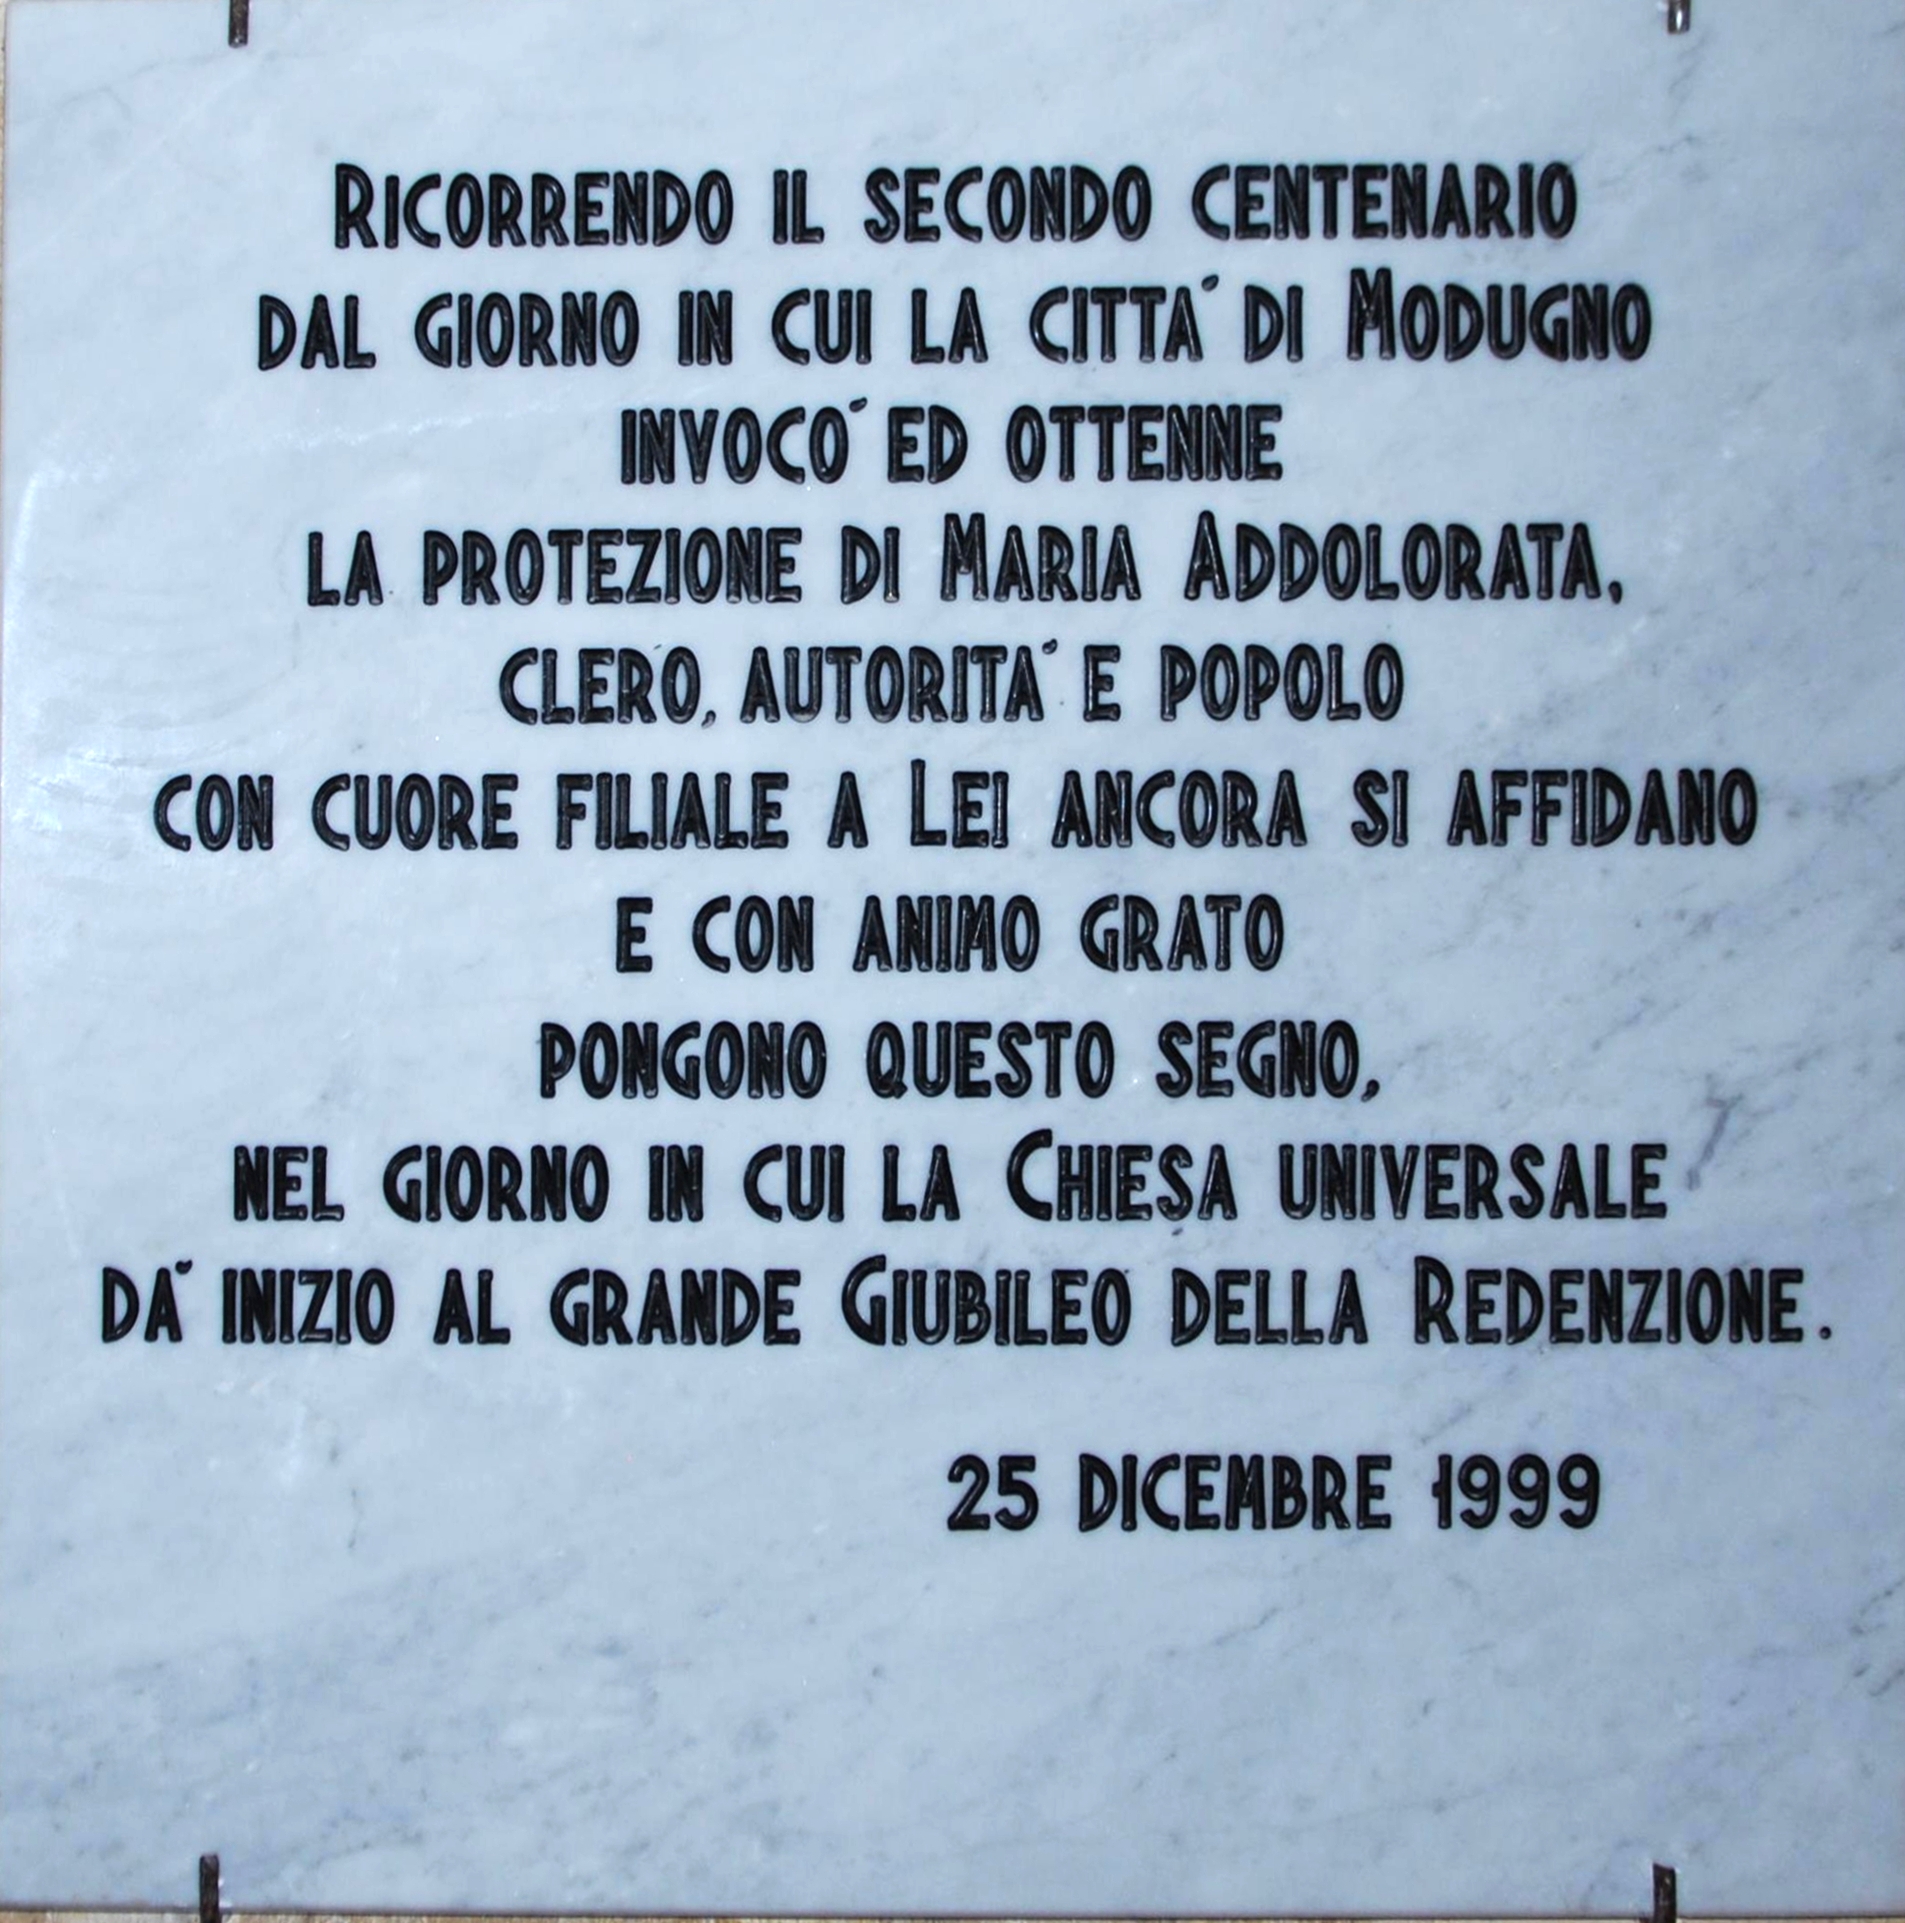 Ricorrendo il secondo centenario
dal giorno in cui la citta' di Modugno
invoco' ed ottenne
la protezione di Maria Addolorata,
clero, autorita' e popolo
con cuore filiale a Lei ancora si affidano
e con animo grato
pongono questo segno,
nel giorno in cui la Chiesa universale
da' inizio al grande Giubileo della Redenzione.
25 dicembre 1999